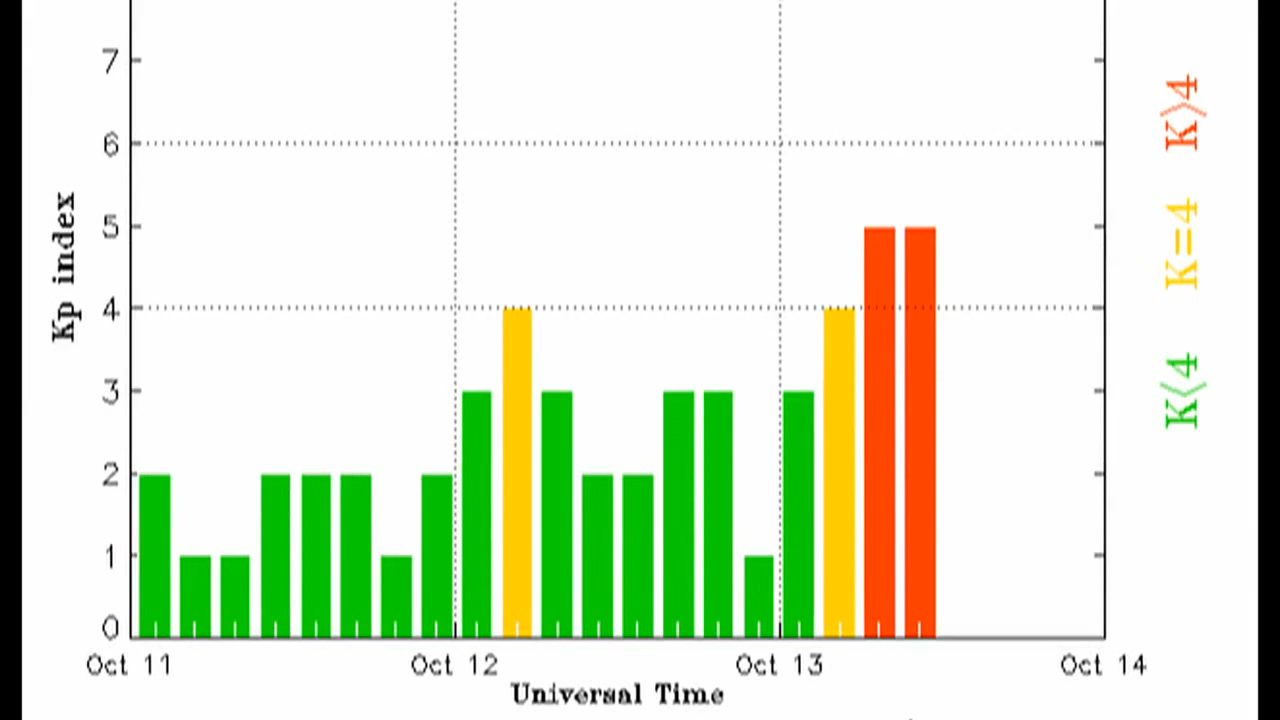 7
6
5
4
3
2
1
0
Kp index
Oct 11
Oct 12
Oct 13
Oct 14
Universal Time
K>4
K=4
K<4